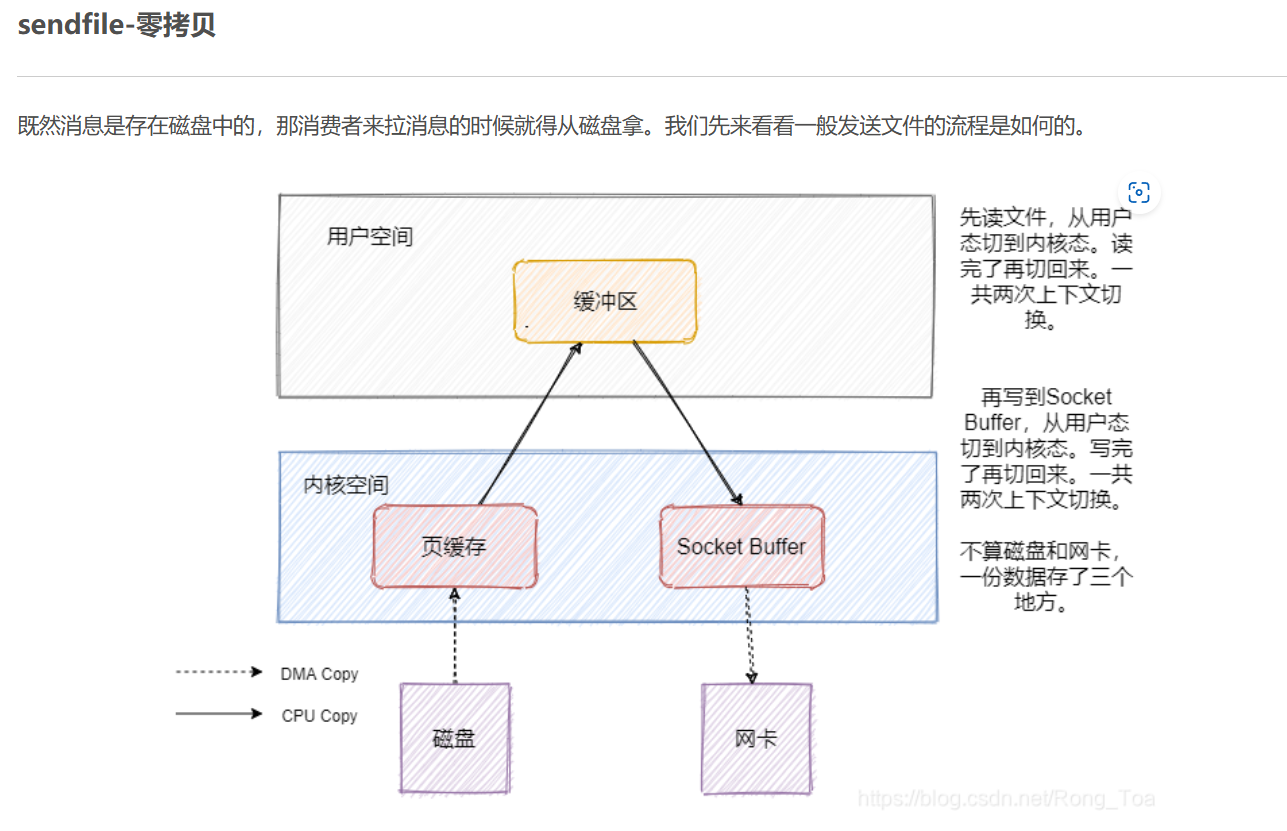 sendfile-零拷贝
既然消息是存在磁盘中的，那消费者来拉消息的时候就得从磁盘拿。我们先来看看一般发送文件的流程是如何的。
用户空间
缓冲区
先读文件，从用户
态切到内核态。读
完了再切回来。一
共两次上下文切
换。
再写到Socket
Buffer，从用户态
切到内核态。写完
了再切回来。一共
两次上下文切换。
不算磁盘和网卡，
一份数据存了三个
地方。
内核空间
页缓存
Socket Buffer
DMA Copy
CPU Copy
磁盘
网卡
https://blog.csdn.net/Rong_Toa